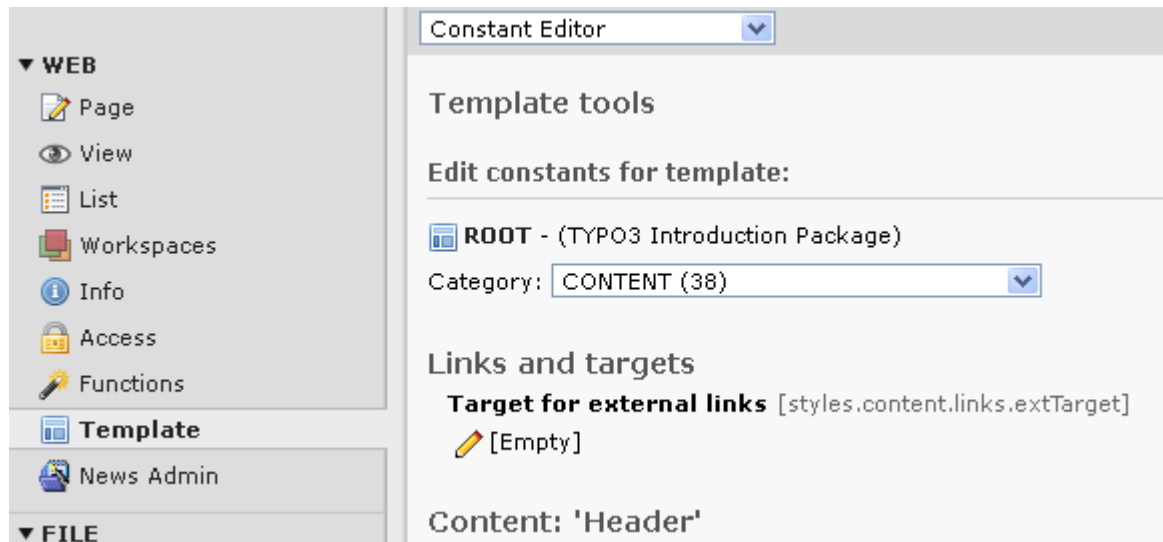 WEB
Page
View
List
Workspaces
Info
Access
Functions
Template
News Admin
FILE
Constant Editor
Template tools
Edit constants for template:
ROOT - (TYPO3 Introduction Package)
Category: CONTENT (38)
Links and targets
Target for external links [styles.content.links.extTarget]
[Empty]
Content: 'Header'